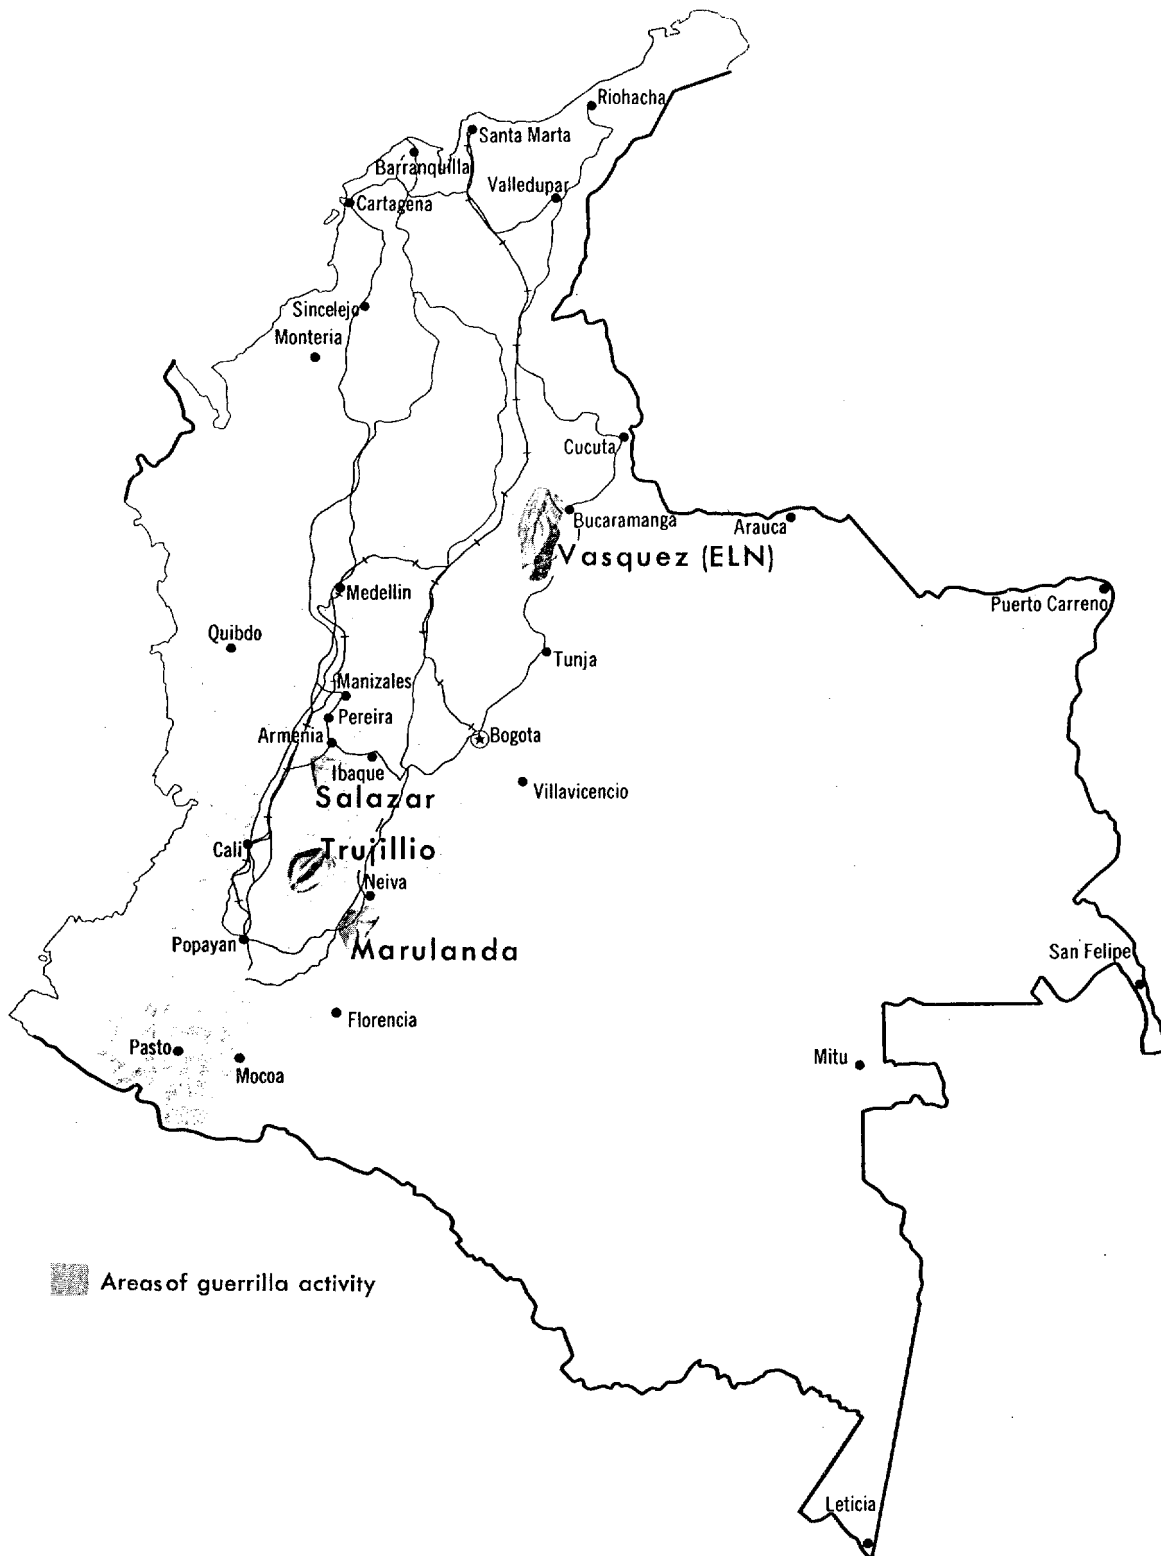 Riohacha
Santa Marta
Barranquilla
Valledupar
Cartagena
Sincelejo
Monteria
Cucuta
Bucaramanga
Arauca
Vasquez (ELN)
Medellin
Puerto Carreno
Quibdo
Tunja
Manizales
Pereira
Armenia
Bogota
Ibaque
Villavicencio
Salazar
Cali
Trujillio
Neiva
Popayan
Marulanda
San Felipe
Florencia
Pasto
Mitu
Mocoa
Areas of guerrilla activity
Leticia